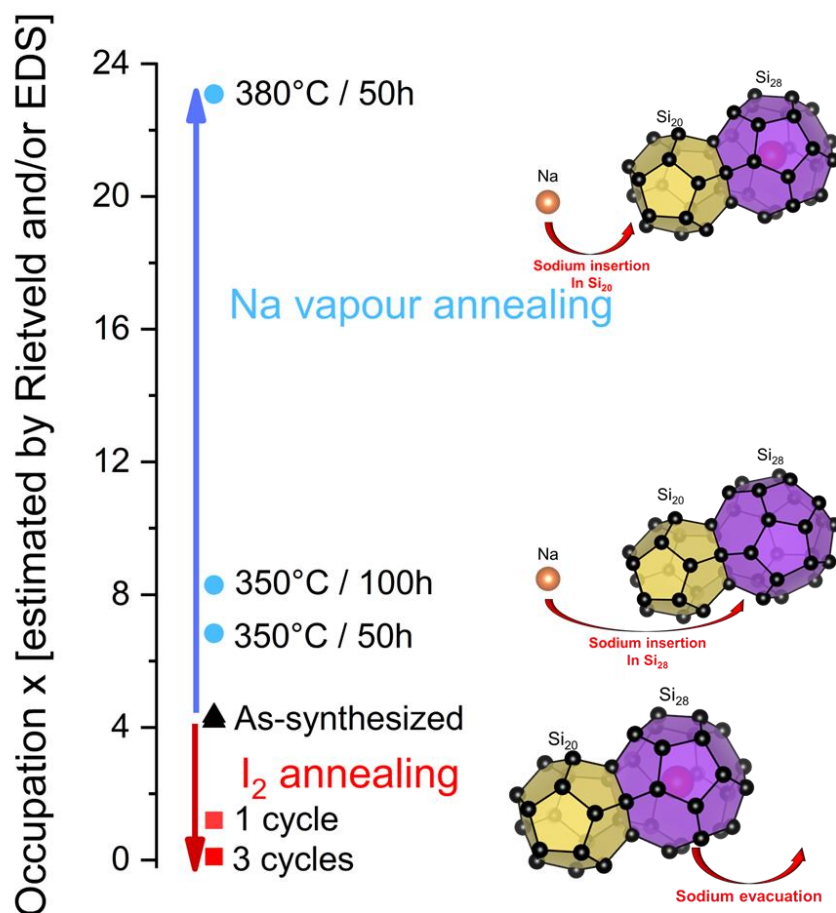 Occupation x [estimated by Rietveld and/or EDS]
24
20
16
12
8
4
0
380°C / 50h
Na vapour annealing
350°C / 100h
350°C / 50h
As-synthesized
I₂ annealing
1 cycle
3 cycles
Si₂₈
Si₂₀
Na
Sodium insertion
In Si₂₀
Si₂₈
Si₂₀
Na
Sodium insertion
In Si₂₈
Si₂₈
Si₂₀
Sodium evacuation